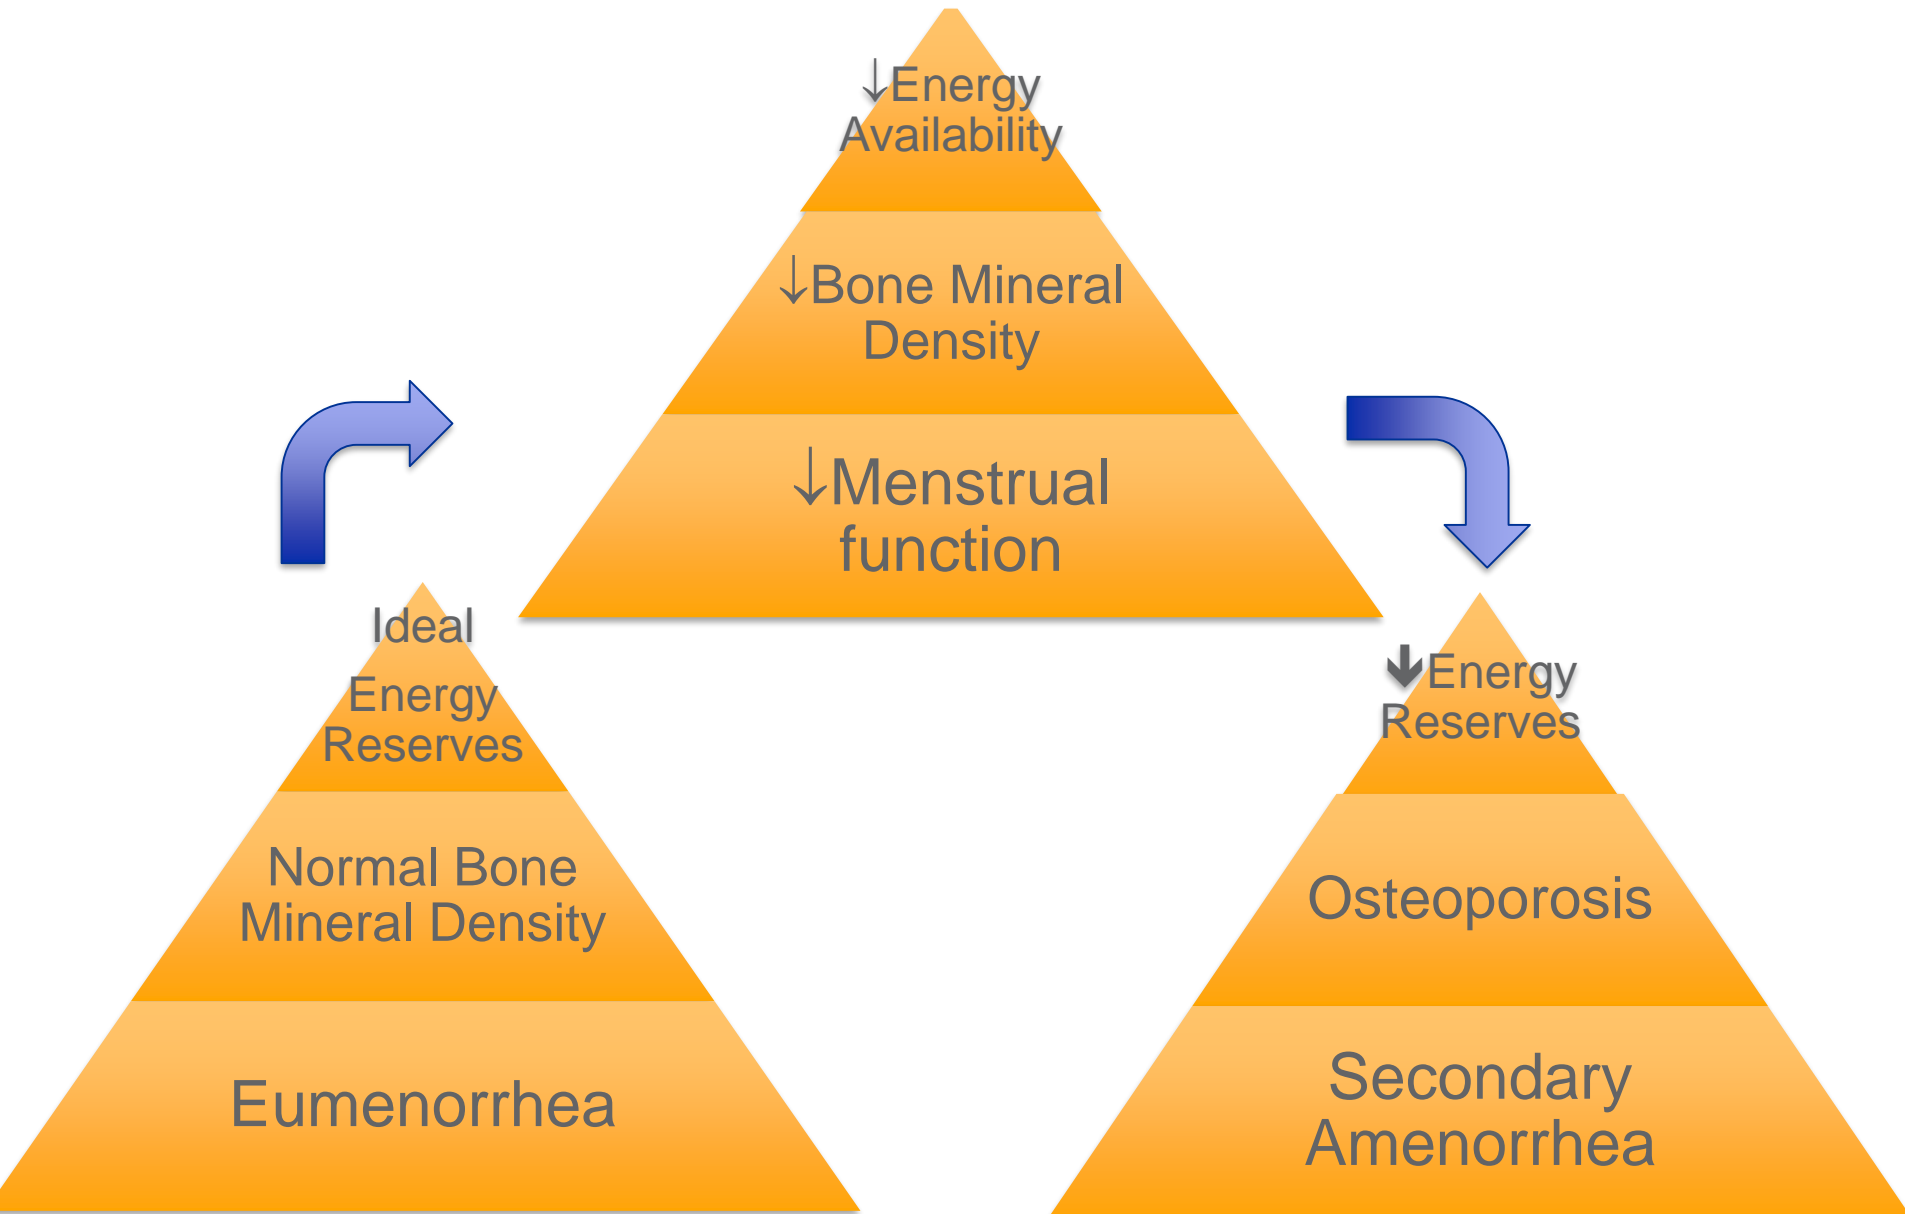 ↓Energy
Availability
↓Bone Mineral
Density
↓Menstrual
function
Ideal
Energy
Reserves
Normal Bone
Mineral Density
Eumenorrhea
🡻Energy
Reserves
Osteoporosis
Secondary
Amenorrhea